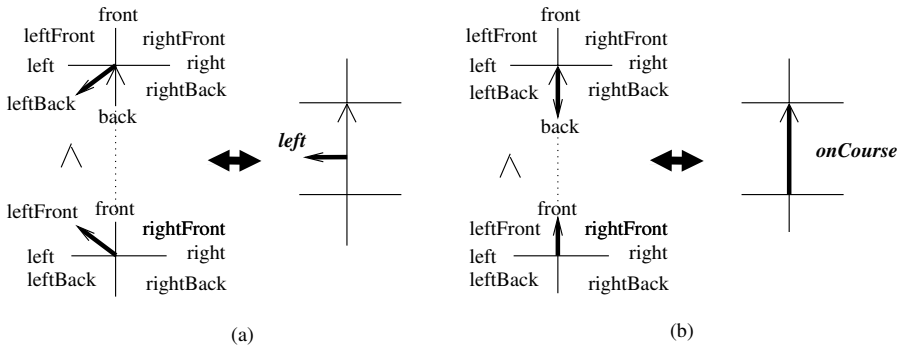 front
leftFront rightFront
left right
leftBack rightBack
back
left
front
leftFront rightFront
left right
leftBack rightBack
(a)
front
leftFront rightFront
left right
leftBack rightBack
back
onCourse
front
leftFront rightFront
left right
leftBack rightBack
(b)